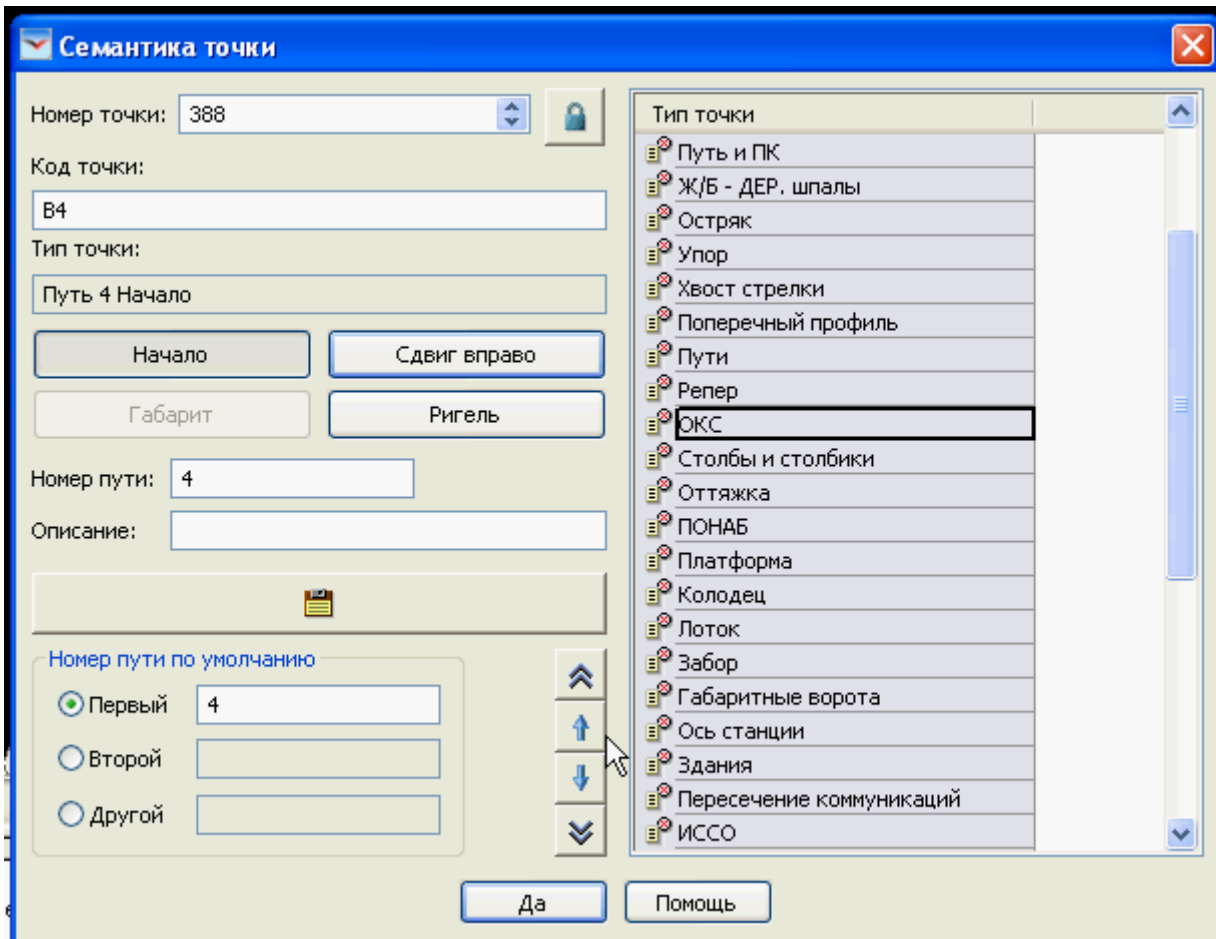 Семантика точки
Номер точки: 388
Код точки:
B4
Тип точки:
Путь 4 Начало
Начало Сдвиг вправо
Габарит Ригель
Номер пути: 4
Описание:
Номер пути по умолчанию
Первый 4
Второй
Другой
Тип точки
Путь и ПК
Ж/Б - ДЕР. шпалы
Остряк
Упор
Хвост стрелки
Поперечный профиль
Пути
Репер
ОКС
Столбы и столбики
Оттяжка
ПОНАБ
Платформа
Колодец
Лоток
Забор
Габаритные ворота
Ось станции
Здания
Пересечение коммуникаций
ИССО
Да Помощь